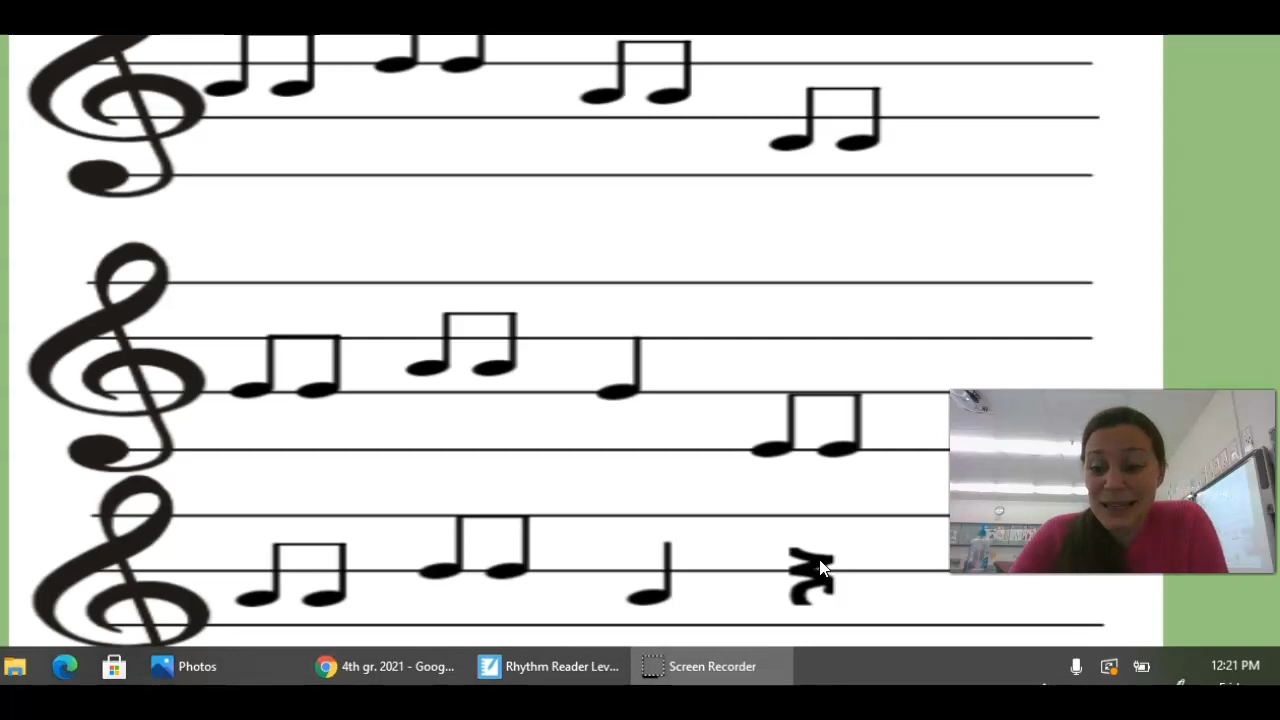 Photos
4th gr. 2021 - Goog...
Rhythm Reader Lev...
Screen Recorder
12:21 PM